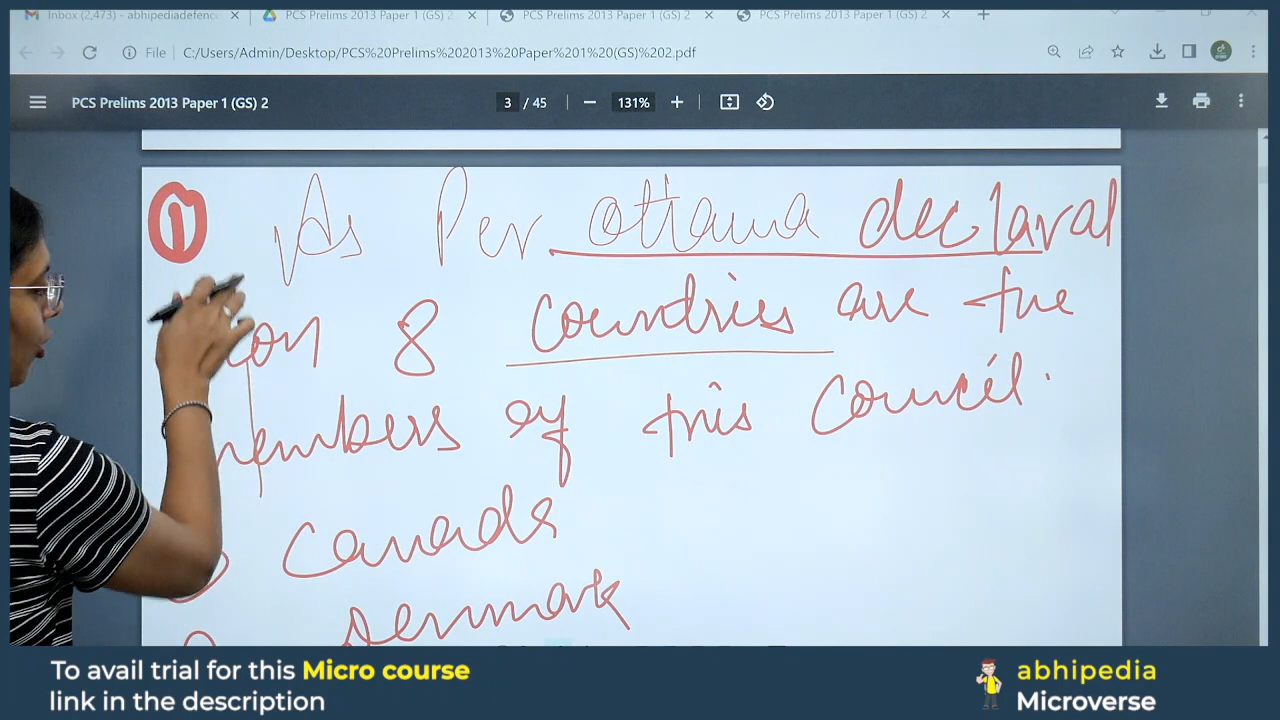 Inbox (2,473) - abhipediadefence
PCS Prelims 2013 Paper 1 (GS) 2
PCS Prelims 2013 Paper 1 (GS) 2
PCS Prelims 2013 Paper 1 (GS) 2
File C:/Users/Admin/Desktop/PCS%20Prelims%202013%20Paper%201%20(GS)%202.pdf
PCS Prelims 2013 Paper 1 (GS) 2
3 / 45
131%
1 As Per ottawa declarat
ion 8 countries are the
members of this Council.
Canada
Denmark
To avail trial for this Micro course
link in the description
abhipedia
Microverse